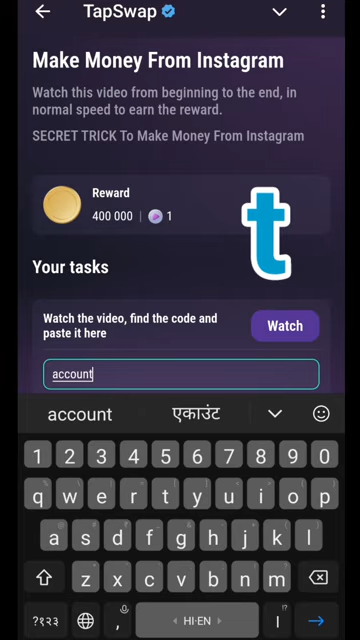 TapSwap
Make Money From Instagram
Watch this video from beginning to the end, in
normal speed to earn the reward.
SECRET TRICK To Make Money From Instagram
Reward
400 000 | 1
t
Your tasks
Watch the video, find the code and
paste it here
Watch
account
account एकाउंट
1 2 3 4 5 6 7 8 9 0
q w e r t y u i o p
a s d f g h j k l
z x c v b n m
?१२३ , HI·EN ।